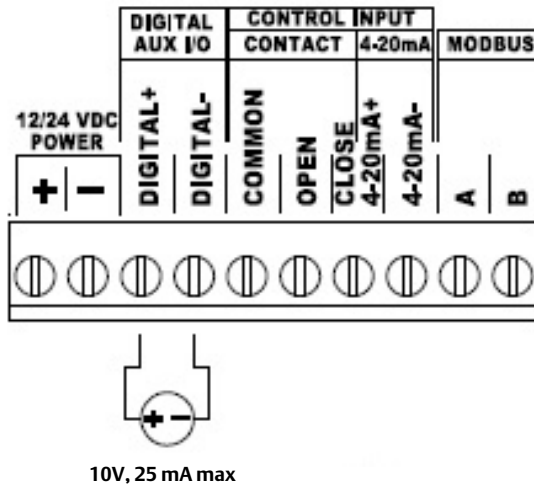 DIGITAL
AUX I/O
CONTROL INPUT
CONTACT
4-20mA
MODBUS
12/24 VDC
POWER
+
-
DIGITAL+
DIGITAL-
COMMON
OPEN
CLOSE
4-20mA+
4-20mA-
A
B
+ -
10V, 25 mA max